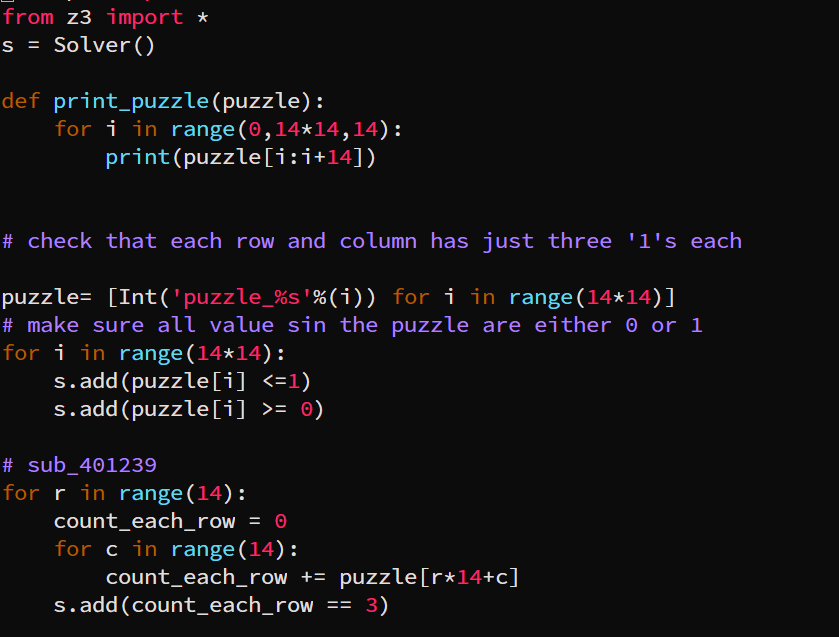 from z3 import *
s = Solver()
def print_puzzle(puzzle):
    for i in range(0,14*14,14):
        print(puzzle[i:i+14])
# check that each row and column has just three '1's each
puzzle= [Int('puzzle_%s'%(i)) for i in range(14*14)]
# make sure all value sin the puzzle are either 0 or 1
for i in range(14*14):
    s.add(puzzle[i] <=1)
    s.add(puzzle[i] >= 0)
# sub_401239
for r in range(14):
    count_each_row = 0
    for c in range(14):
        count_each_row += puzzle[r*14+c]
    s.add(count_each_row == 3)